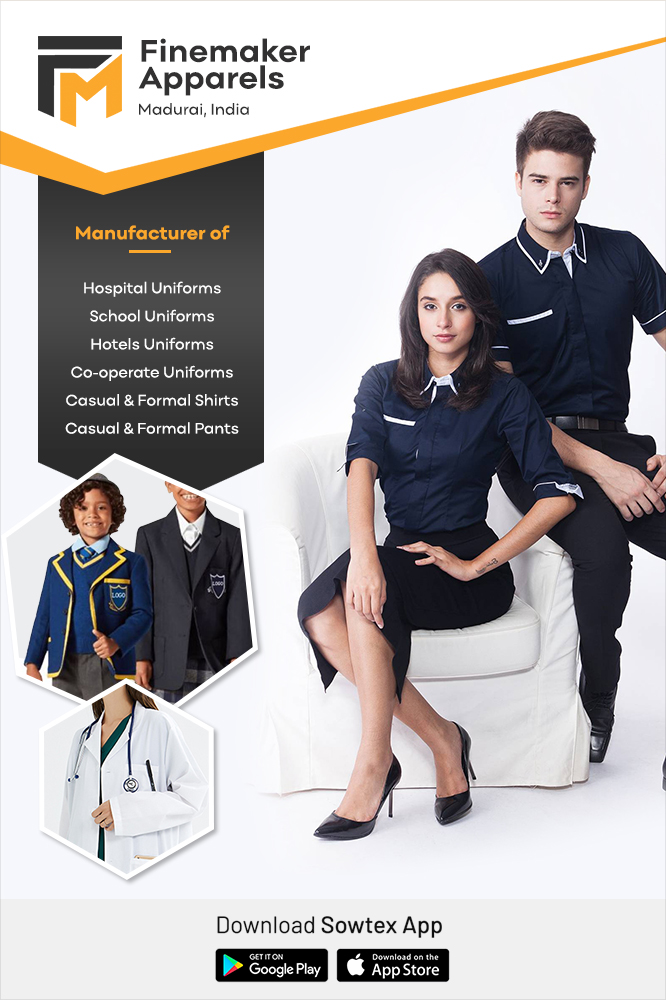 Finemaker
Apparels
Madurai, India
Manufacturer of
Hospital Uniforms
School Uniforms
Hotels Uniforms
Co-operate Uniforms
Casual & Formal Shirts
Casual & Formal Pants
LOGO
LOGO
Download Sowtex App
GET IT ON
Google Play
Download on the
App Store